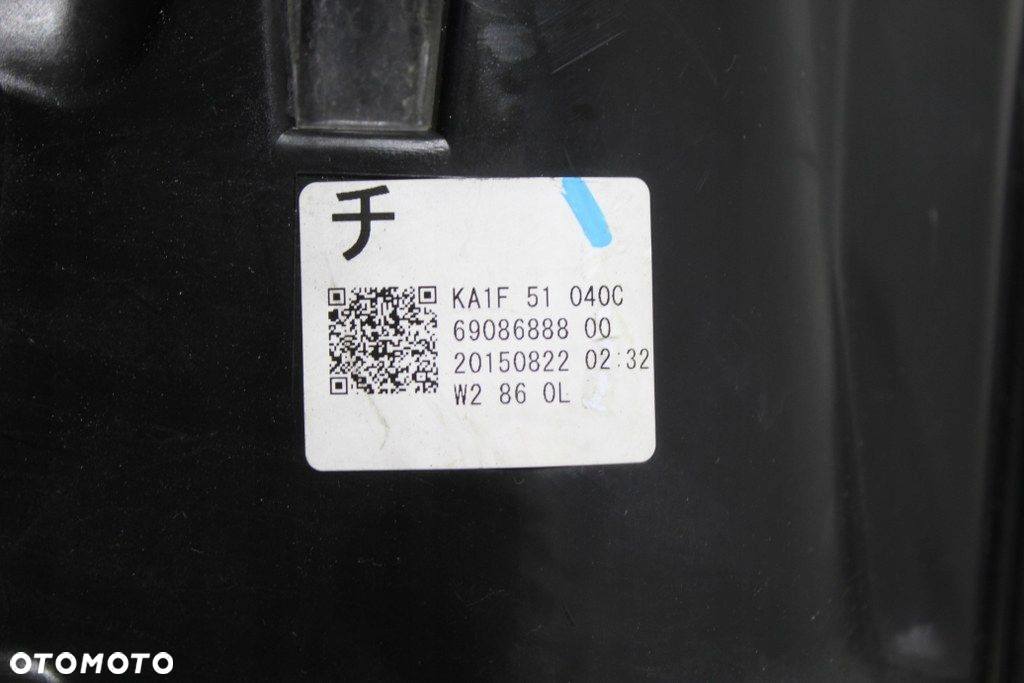 チ
KA1F 51 040C
69086888 00
20150822 02:32
W2 86 0L
OTOMOTO